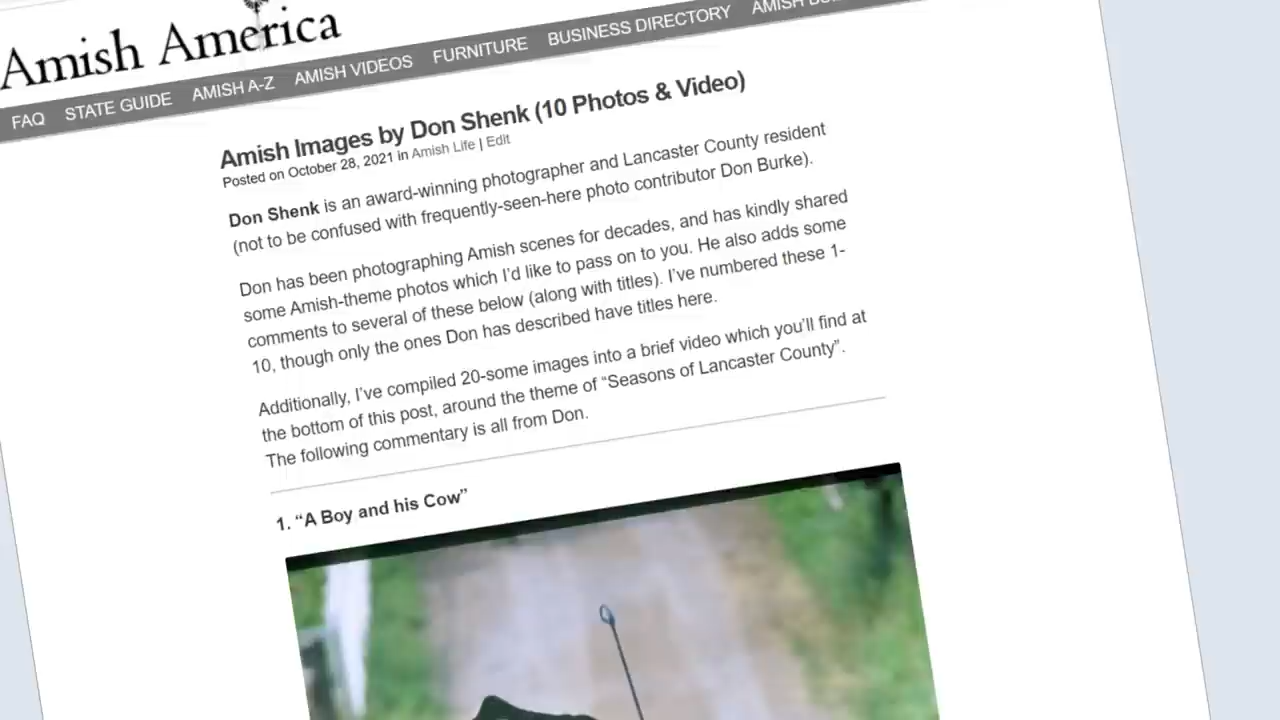 Amish America
FAQ STATE GUIDE AMISH A-Z AMISH VIDEOS FURNITURE BUSINESS DIRECTORY AMISH
Amish Images by Don Shenk (10 Photos & Video)
Posted on October 28, 2021 in Amish Life | Edit
Don Shenk is an award-winning photographer and Lancaster County resident
(not to be confused with frequently-seen-here photo contributor Don Burke).
Don has been photographing Amish scenes for decades, and has kindly shared
some Amish-theme photos which I’d like to pass on to you. He also adds some
comments to several of these below (along with titles). I’ve numbered these 1-
10, though only the ones Don has described have titles here.
Additionally, I’ve compiled 20-some images into a brief video which you’ll find at
the bottom of this post, around the theme of “Seasons of Lancaster County”.
The following commentary is all from Don.
1. “A Boy and his Cow”